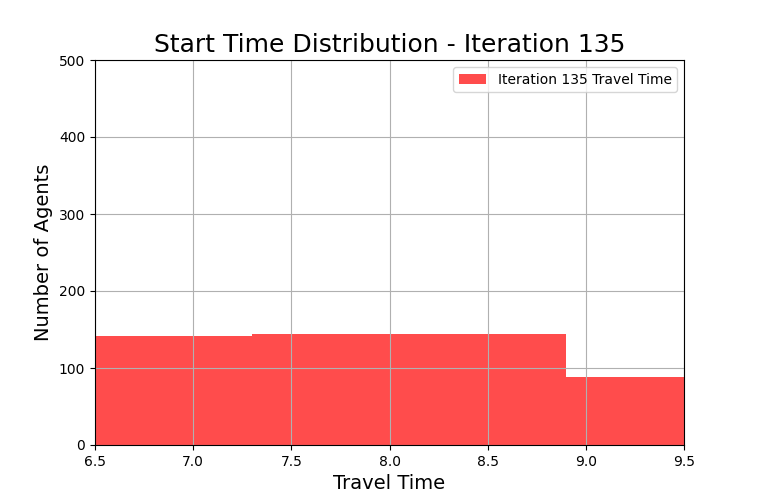 Start Time Distribution - Iteration 135
Iteration 135 Travel Time
Number of Agents
500
400
300
200
100
0
6.5 7.0 7.5 8.0 8.5 9.0 9.5
Travel Time